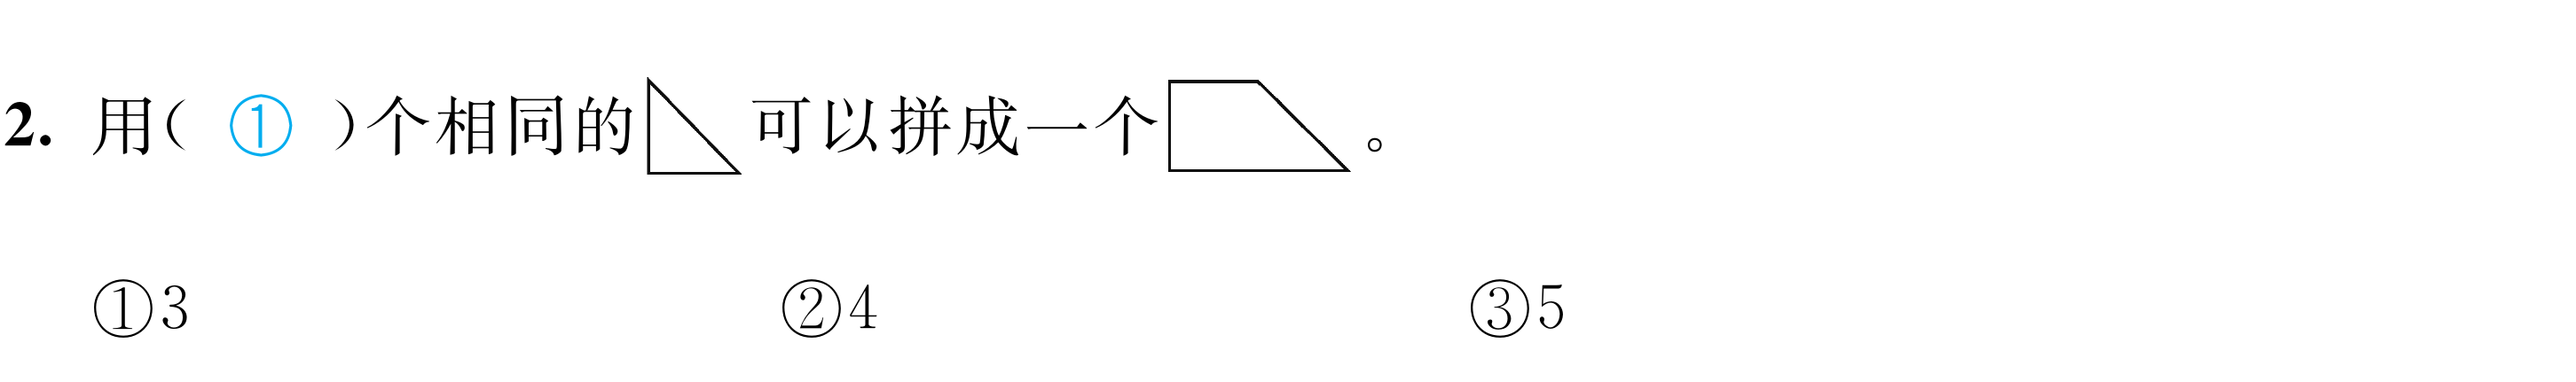 2. 用( ① )个相同的 可以拼成一个 。
①3 ②4 ③5